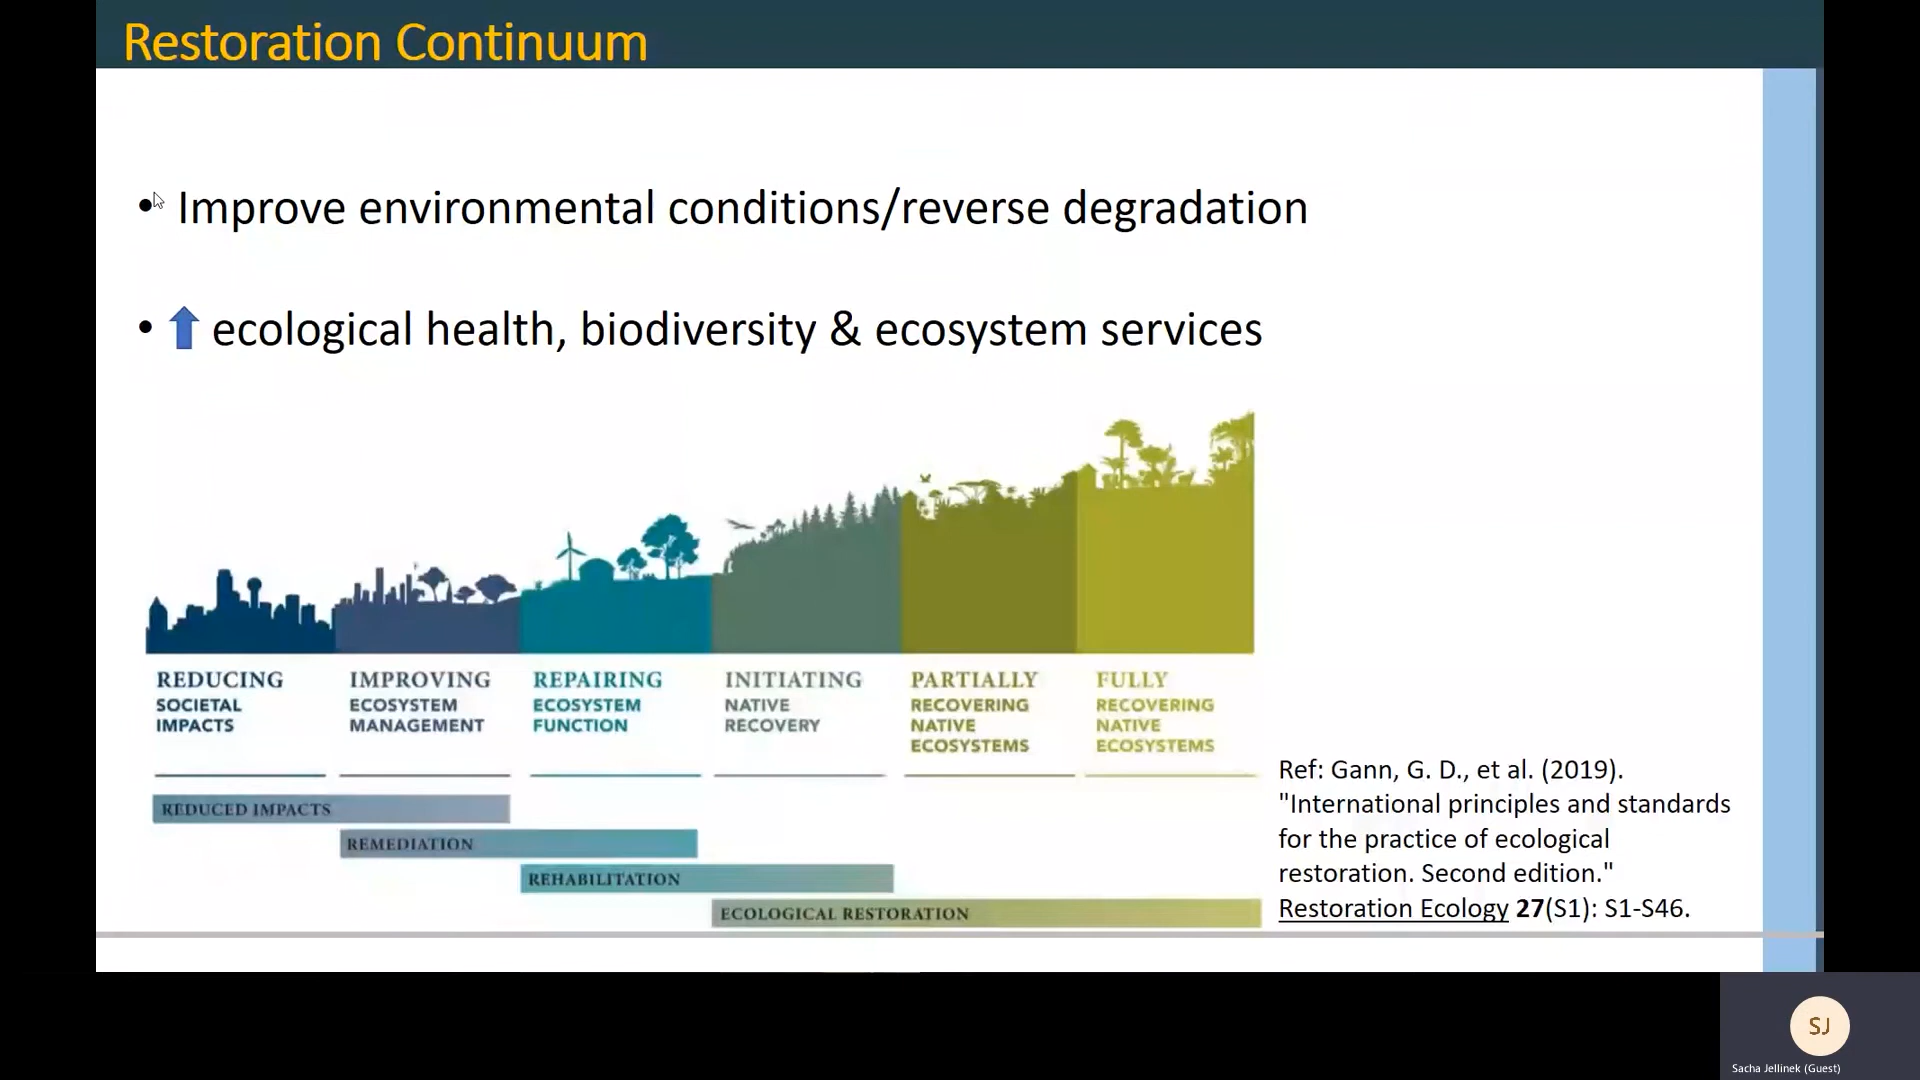 Restoration Continuum
• Improve environmental conditions/reverse degradation
• ecological health, biodiversity & ecosystem services
REDUCING
SOCIETAL
IMPACTS
IMPROVING
ECOSYSTEM
MANAGEMENT
REPAIRING
ECOSYSTEM
FUNCTION
INITIATING
NATIVE
RECOVERY
PARTIALLY
RECOVERING
NATIVE
ECOSYSTEMS
FULLY
RECOVERING
NATIVE
ECOSYSTEMS
REDUCED IMPACTS
REMEDIATION
REHABILITATION
ECOLOGICAL RESTORATION
Ref: Gann, G. D., et al. (2019).
"International principles and standards
for the practice of ecological
restoration. Second edition."
Restoration Ecology 27(S1): S1-S46.
SJ
Sacha Jellinek (Guest)